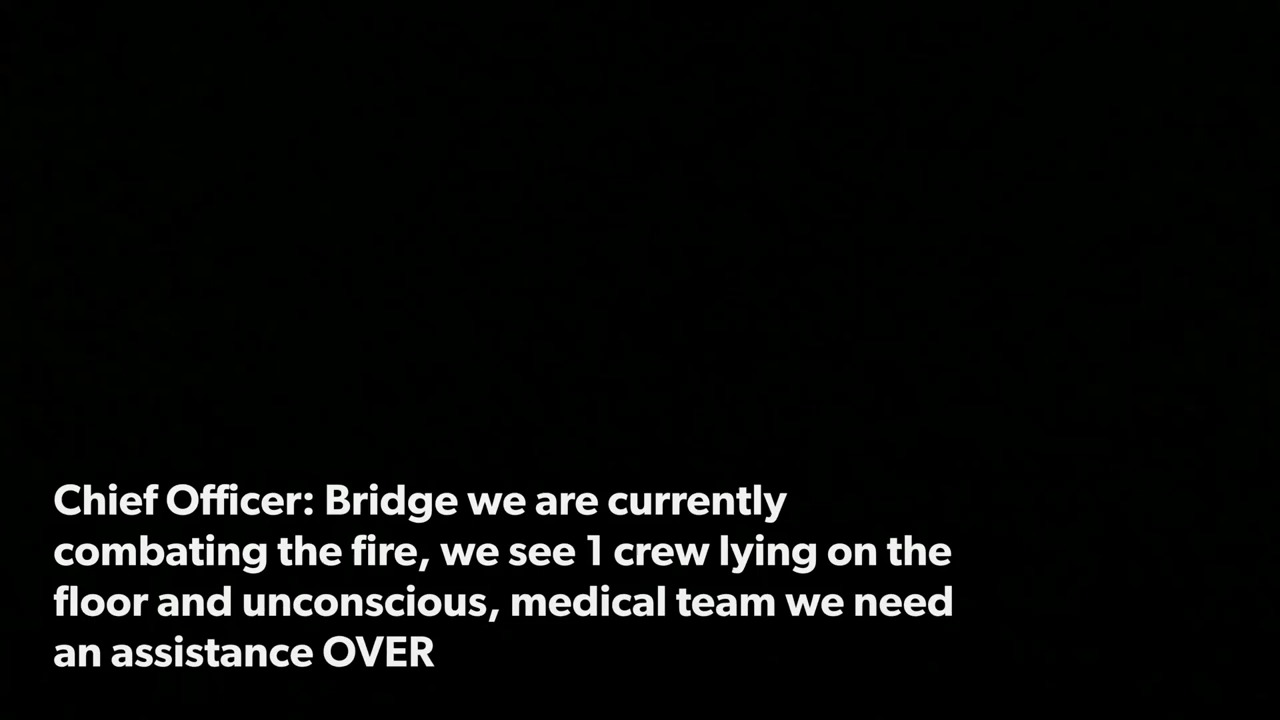 Chief Officer: Bridge we are currently
combating the fire, we see 1 crew lying on the
floor and unconscious, medical team we need
an assistance OVER